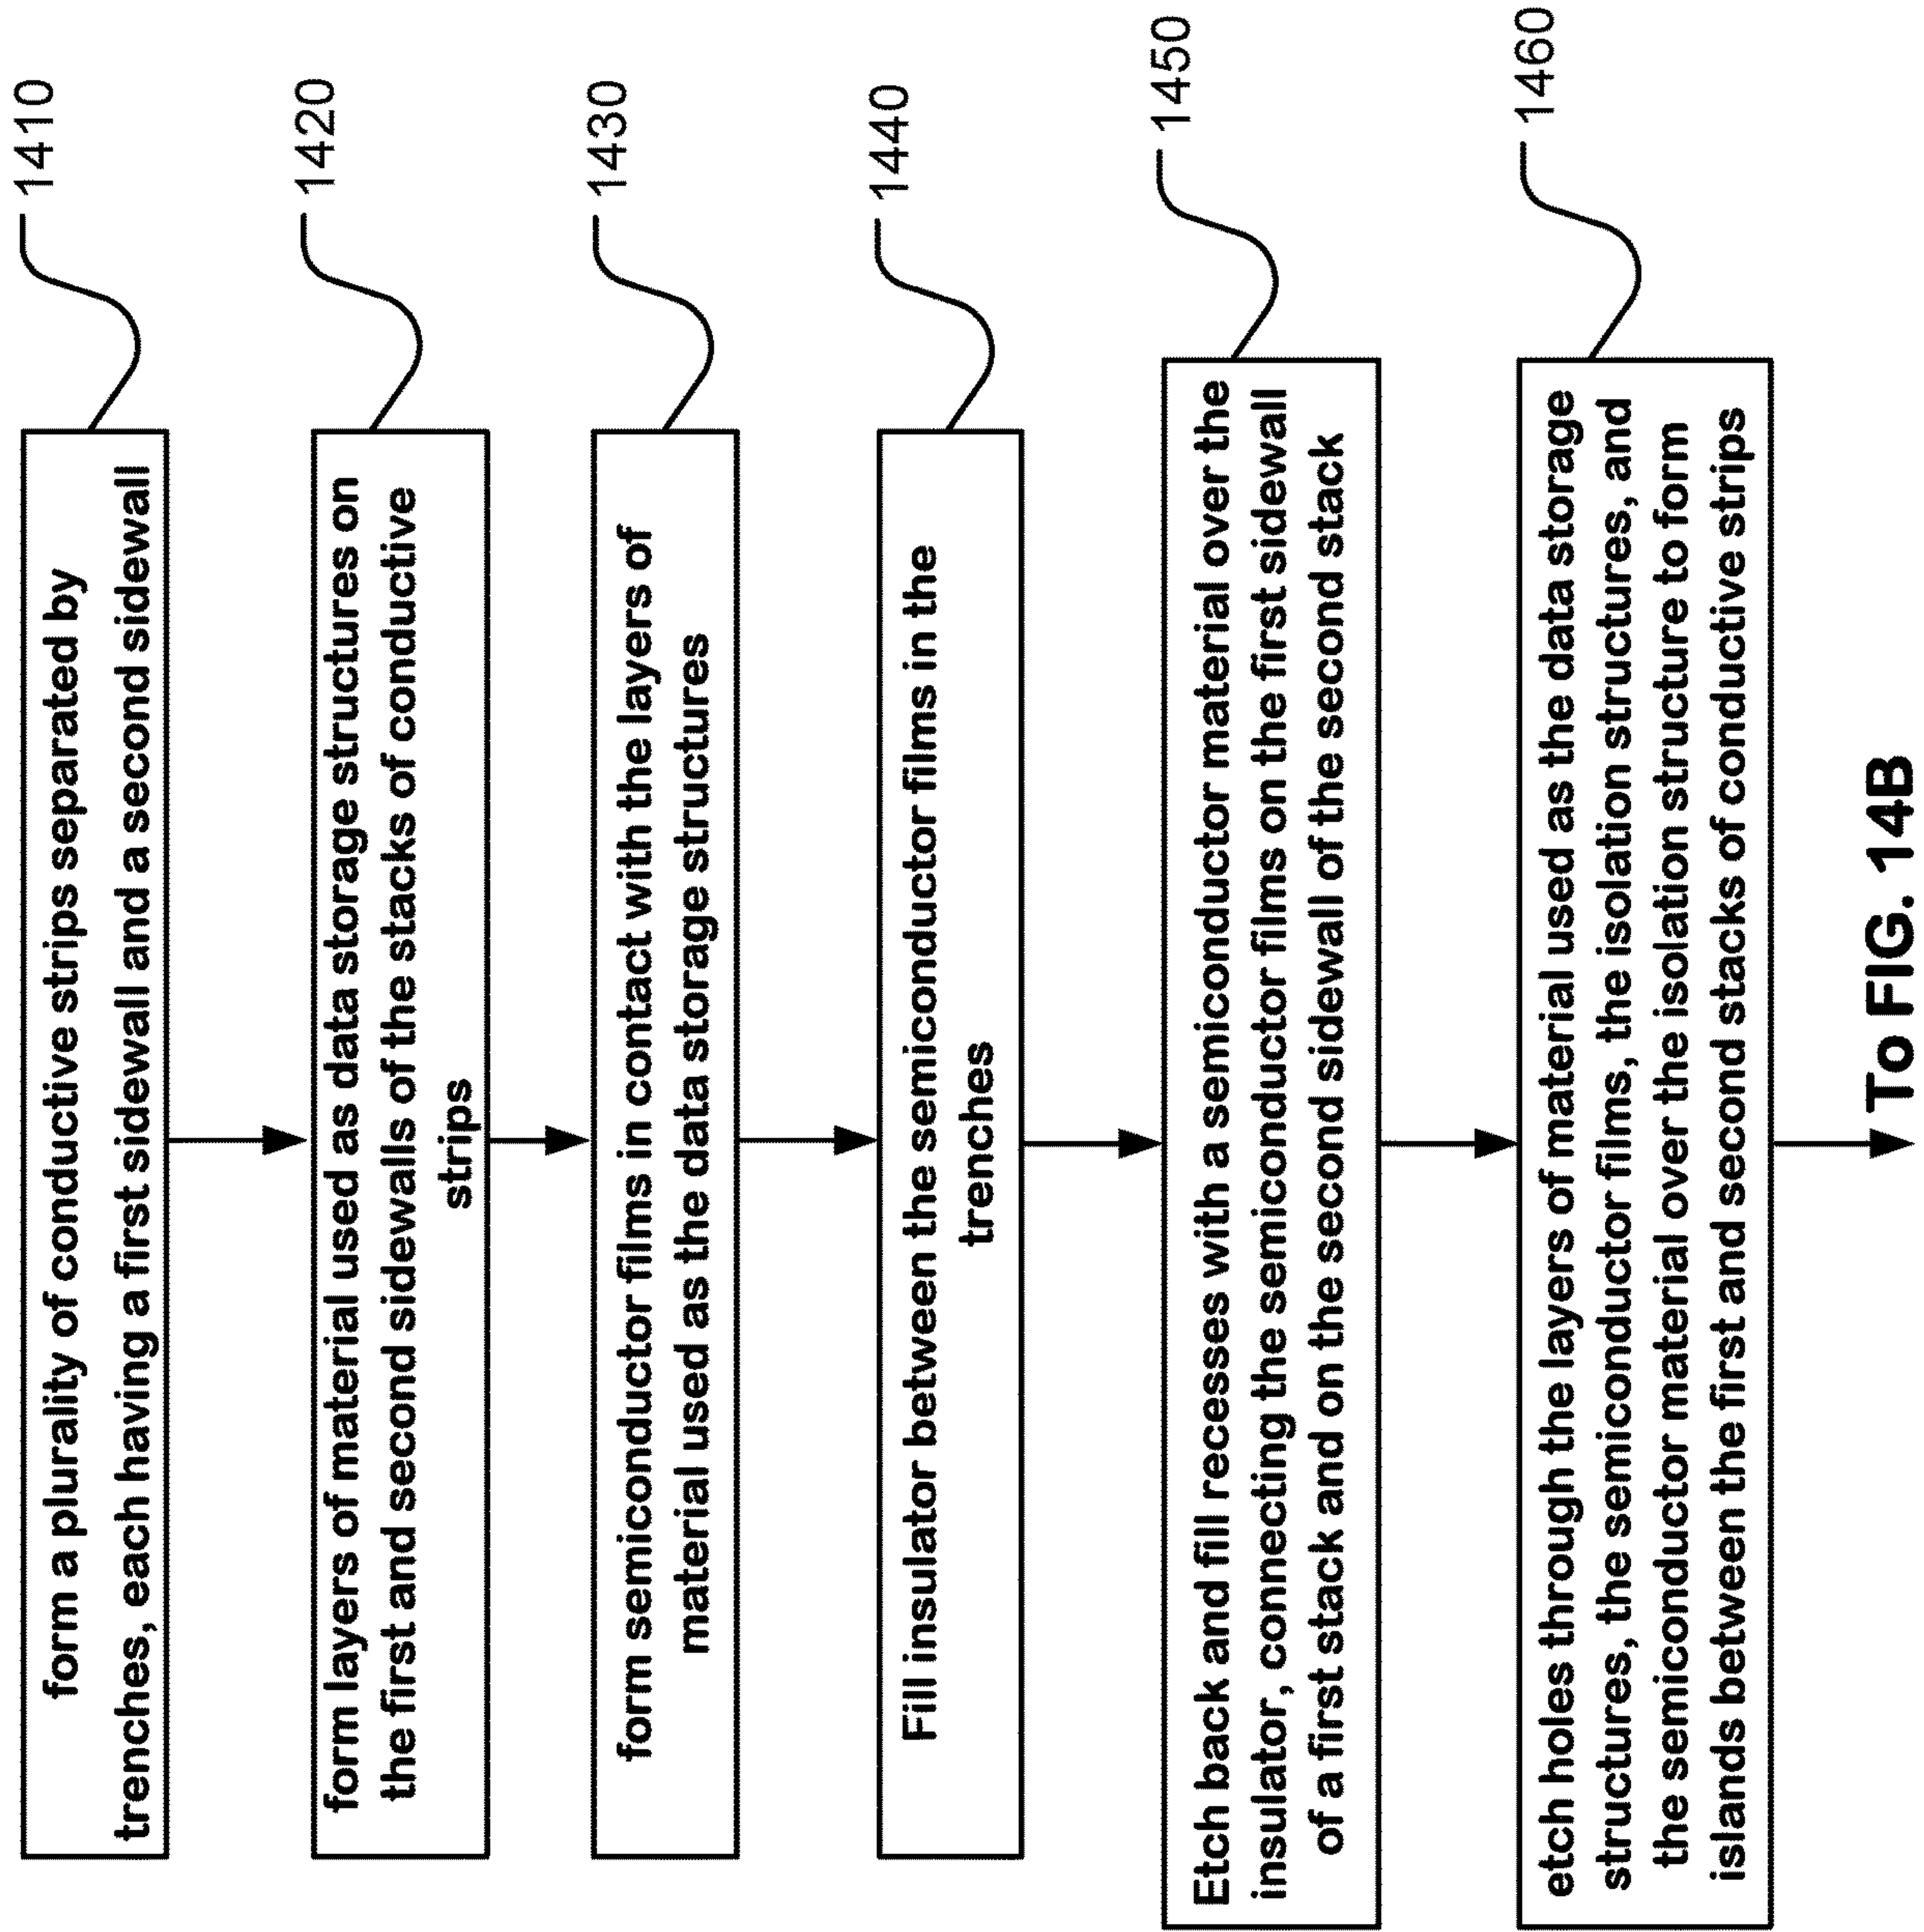 form a plurality of conductive strips separated by
trenches, each having a first sidewall and a second sidewall
1410
form layers of material used as data storage structures on
the first and second sidewalls of the stacks of conductive
strips
1420
form semiconductor films in contact with the layers of
material used as the data storage structures
1430
Fill insulator between the semiconductor films in the
trenches
1440
Etch back and fill recesses with a semiconductor material over the
insulator, connecting the semiconductor films on the first sidewall
of a first stack and on the second sidewall of the second stack
1450
etch holes through the layers of material used as the data storage
structures, the semiconductor films, the isolation structures, and
the semiconductor material over the isolation structure to form
islands between the first and second stacks of conductive strips
1460
To FIG. 14B